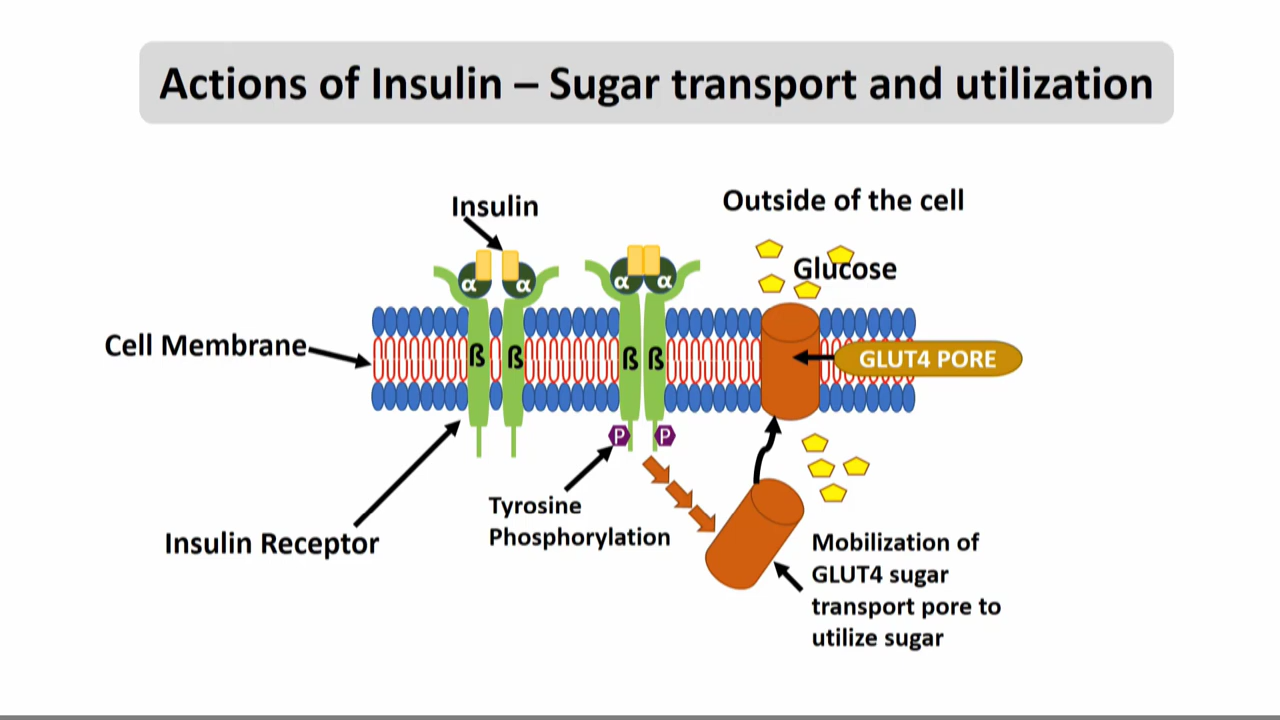 Actions of Insulin – Sugar transport and utilization
Insulin
Outside of the cell
Glucose
α α
α α
Cell Membrane
ß ß
ß ß
GLUT4 PORE
P P
Tyrosine
Phosphorylation
Insulin Receptor
Mobilization of
GLUT4 sugar
transport pore to
utilize sugar